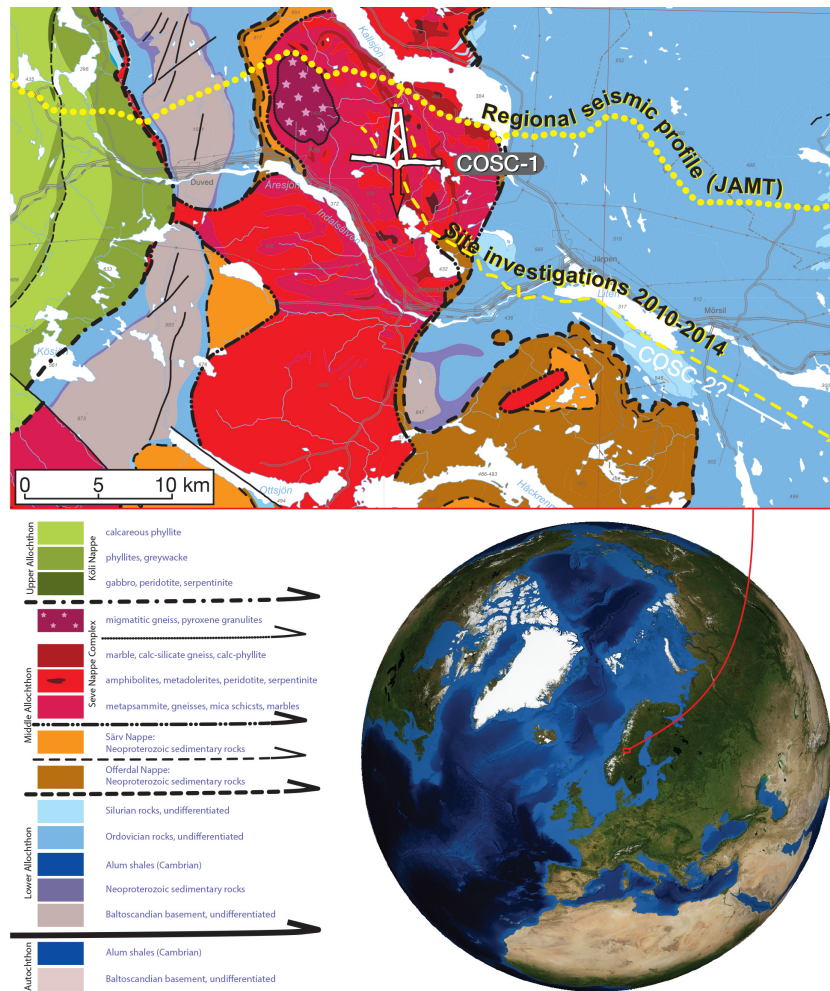 Kallsjön
Regional seismic profile (JAMT)
COSC-1
Duved
Åresjön
Indalsälven
Site investigations 2010-2014
Järpen
Liten
Mörsil
COSC-2?
Ottsjön
0 5 10 km
Upper Allochthon
Köli Nappe
calcareous phyllite
phyllites, greywacke
gabbro, peridotite, serpentinite
Middle Allochthon
Seve Nappe Complex
migmatitic gneiss, pyroxene granulites
marble, calc-silicate gneiss, calc-phyllite
amphibolites, metadolerites, peridotite, serpentinite
metapsammite, gneisses, mica schicsts, marbles
Särv Nappe:
Neoproterozoic sedimentary rocks
Offerdal Nappe:
Neoproterozoic sedimentary rocks
Lower Allochthon
Silurian rocks, undifferentiated
Ordovician rocks, undifferentiated
Alum shales (Cambrian)
Neoproterozoic sedimentary rocks
Baltoscandian basement, undifferentiated
Autochthon
Alum shales (Cambrian)
Baltoscandian basement, undifferentiated